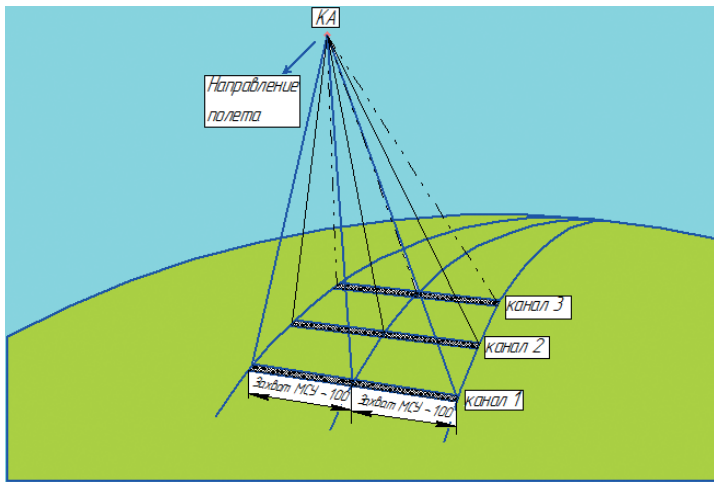 КА
Направление
полета
канал 3
канал 2
канал 1
Захват МСУ - 100
Захват МСУ - 100